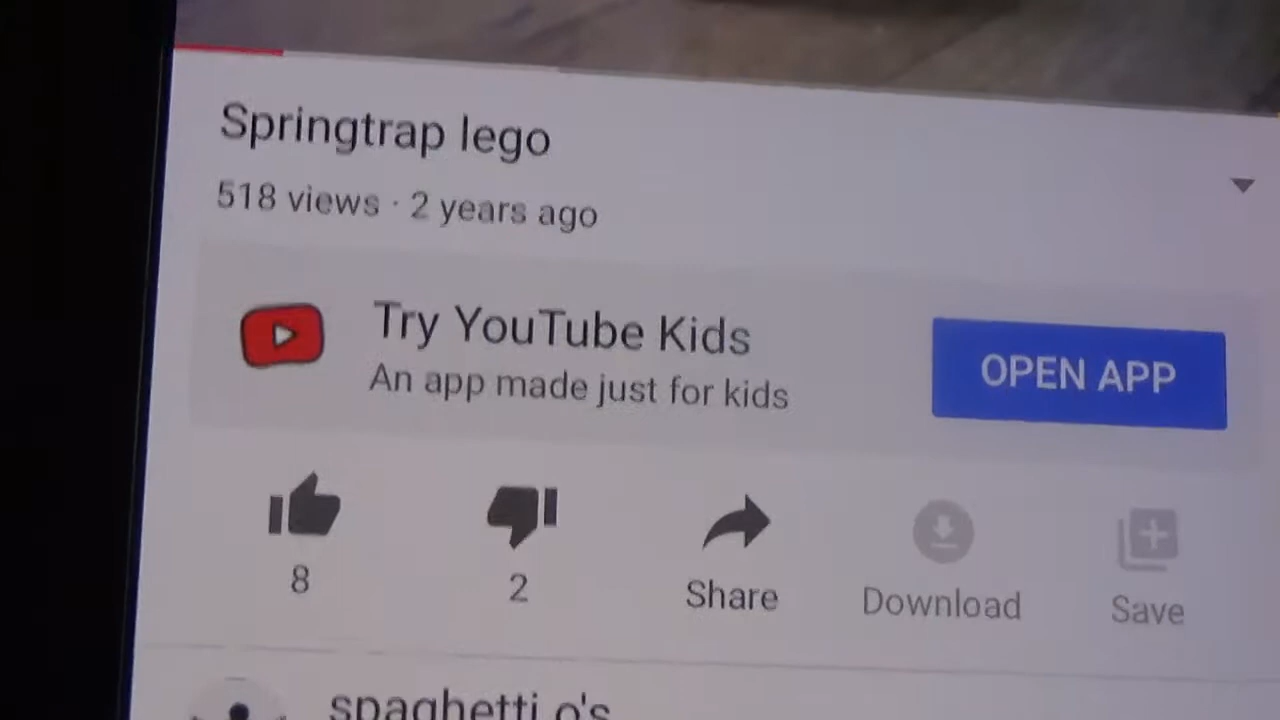 Springtrap lego
518 views · 2 years ago
Try YouTube Kids
An app made just for kids
OPEN APP
8
2
Share
Download
Save
spaghetti o's